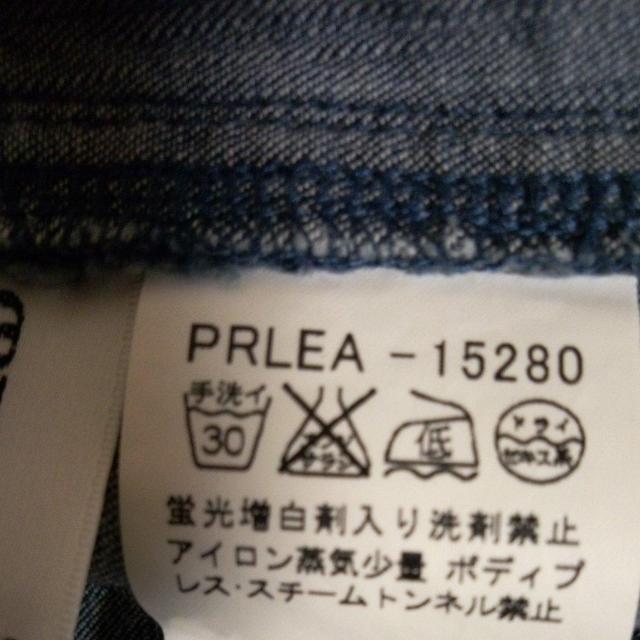 PRLEA -15280
手洗イ
30
低
ドライ
蛍光増白剤入り洗剤禁止
アイロン蒸気少量 ボディプ
レス・スチームトンネル禁止